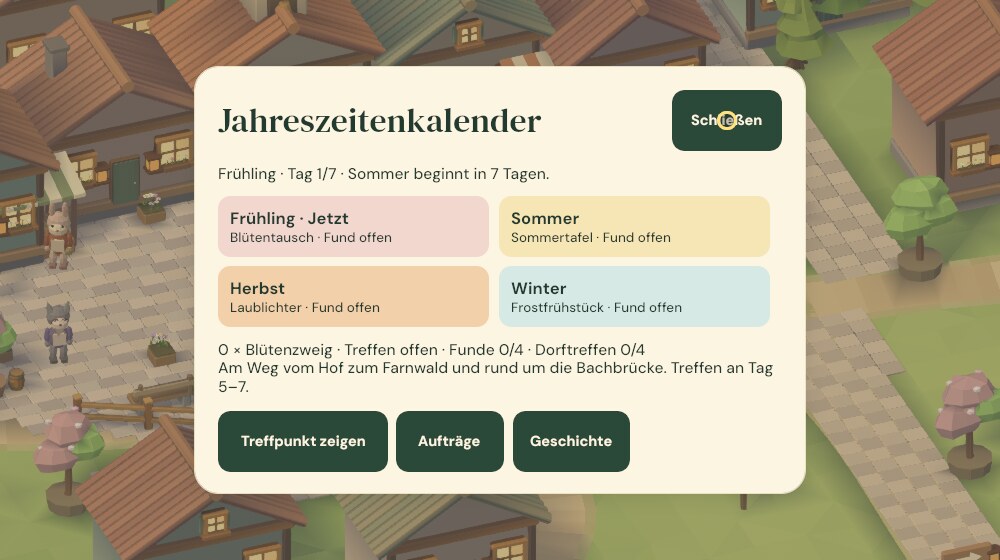 Jahreszeitenkalender
Schließen
Frühling · Tag 1/7 · Sommer beginnt in 7 Tagen.
Frühling · Jetzt
Blütentausch · Fund offen
Sommer
Sommertafel · Fund offen
Herbst
Laublichter · Fund offen
Winter
Frostfrühstück · Fund offen
0 × Blütenzweig · Treffen offen · Funde 0/4 · Dorftreffen 0/4
Am Weg vom Hof zum Farnwald und rund um die Bachbrücke. Treffen an Tag
5–7.
Treffpunkt zeigen
Aufträge
Geschichte